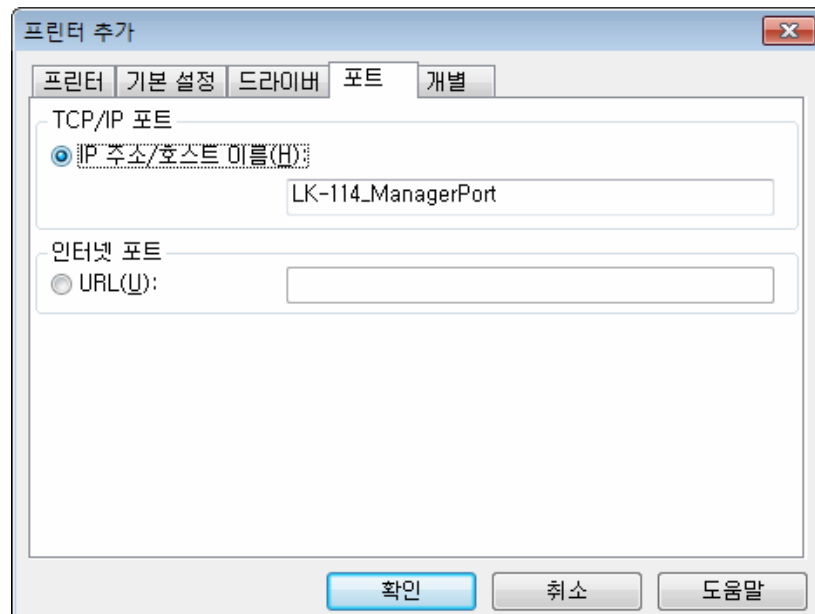 프린터 추가
프린터 기본 설정 드라이버 포트 개별
TCP/IP 포트
IP 주소/호스트 이름(H):
LK-114_ManagerPort
인터넷 포트
URL(U):
확인 취소 도움말